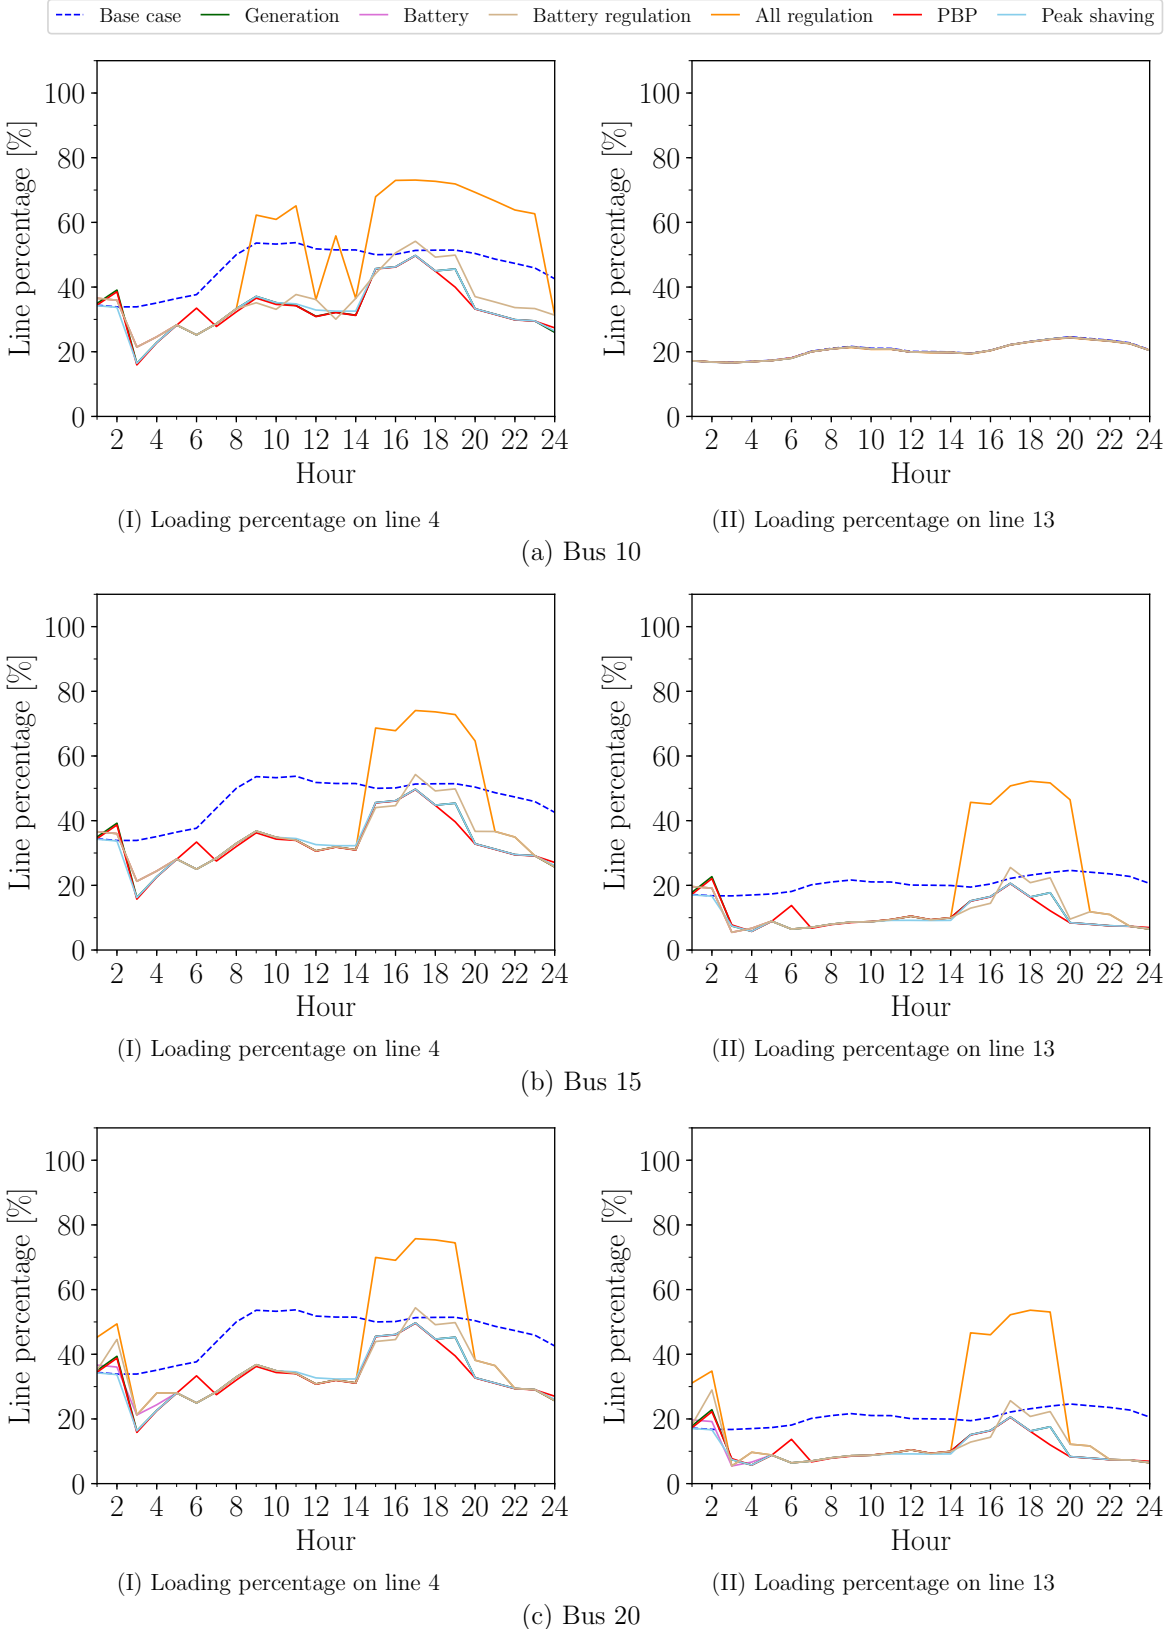 Base case Generation Battery Battery regulation All regulation PBP Peak shaving
Line percentage [%]
100
80
60
40
20
0
2 4 6 8 10 12 14 16 18 20 22 24
Hour
(I) Loading percentage on line 4
Line percentage [%]
100
80
60
40
20
0
2 4 6 8 10 12 14 16 18 20 22 24
Hour
(II) Loading percentage on line 13
(a) Bus 10
Line percentage [%]
100
80
60
40
20
0
2 4 6 8 10 12 14 16 18 20 22 24
Hour
(I) Loading percentage on line 4
Line percentage [%]
100
80
60
40
20
0
2 4 6 8 10 12 14 16 18 20 22 24
Hour
(II) Loading percentage on line 13
(b) Bus 15
Line percentage [%]
100
80
60
40
20
0
2 4 6 8 10 12 14 16 18 20 22 24
Hour
(I) Loading percentage on line 4
Line percentage [%]
100
80
60
40
20
0
2 4 6 8 10 12 14 16 18 20 22 24
Hour
(II) Loading percentage on line 13
(c) Bus 20